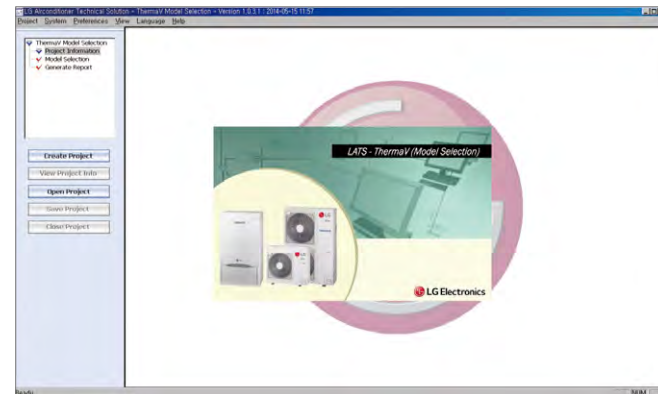 LG Airconditioner Technical Solution - ThermaV Model Selection - Version 1.0.3.1 : 2014-05-15 11:57
Project System Preferences View Language Help
ThermaV Model Selection
Project Information
Model Selection
Generate Report
Create Project
View Project Info
Open Project
Save Project
Close Project
LATS - ThermaV (Model Selection)
LG Electronics
Ready
NUM